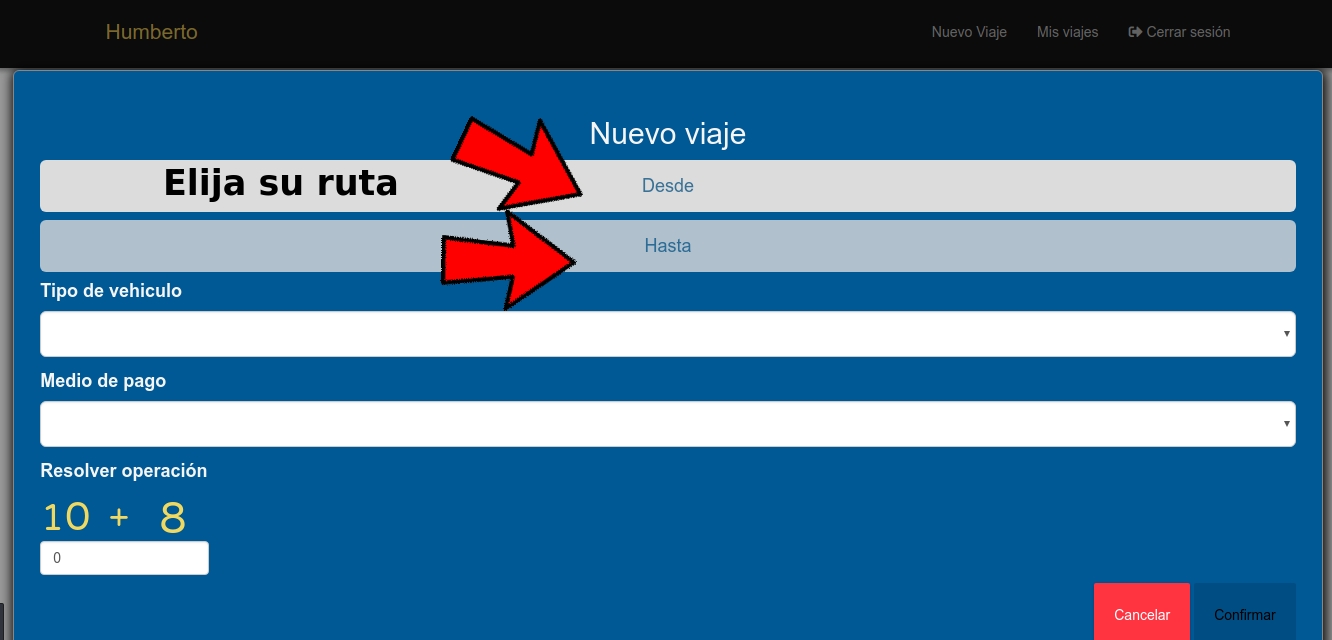 Humberto
Nuevo Viaje
Mis viajes
Cerrar sesión
Nuevo viaje
Elija su ruta
Desde
Hasta
Tipo de vehiculo
Medio de pago
Resolver operación
10 + 8
0
Cancelar
Confirmar